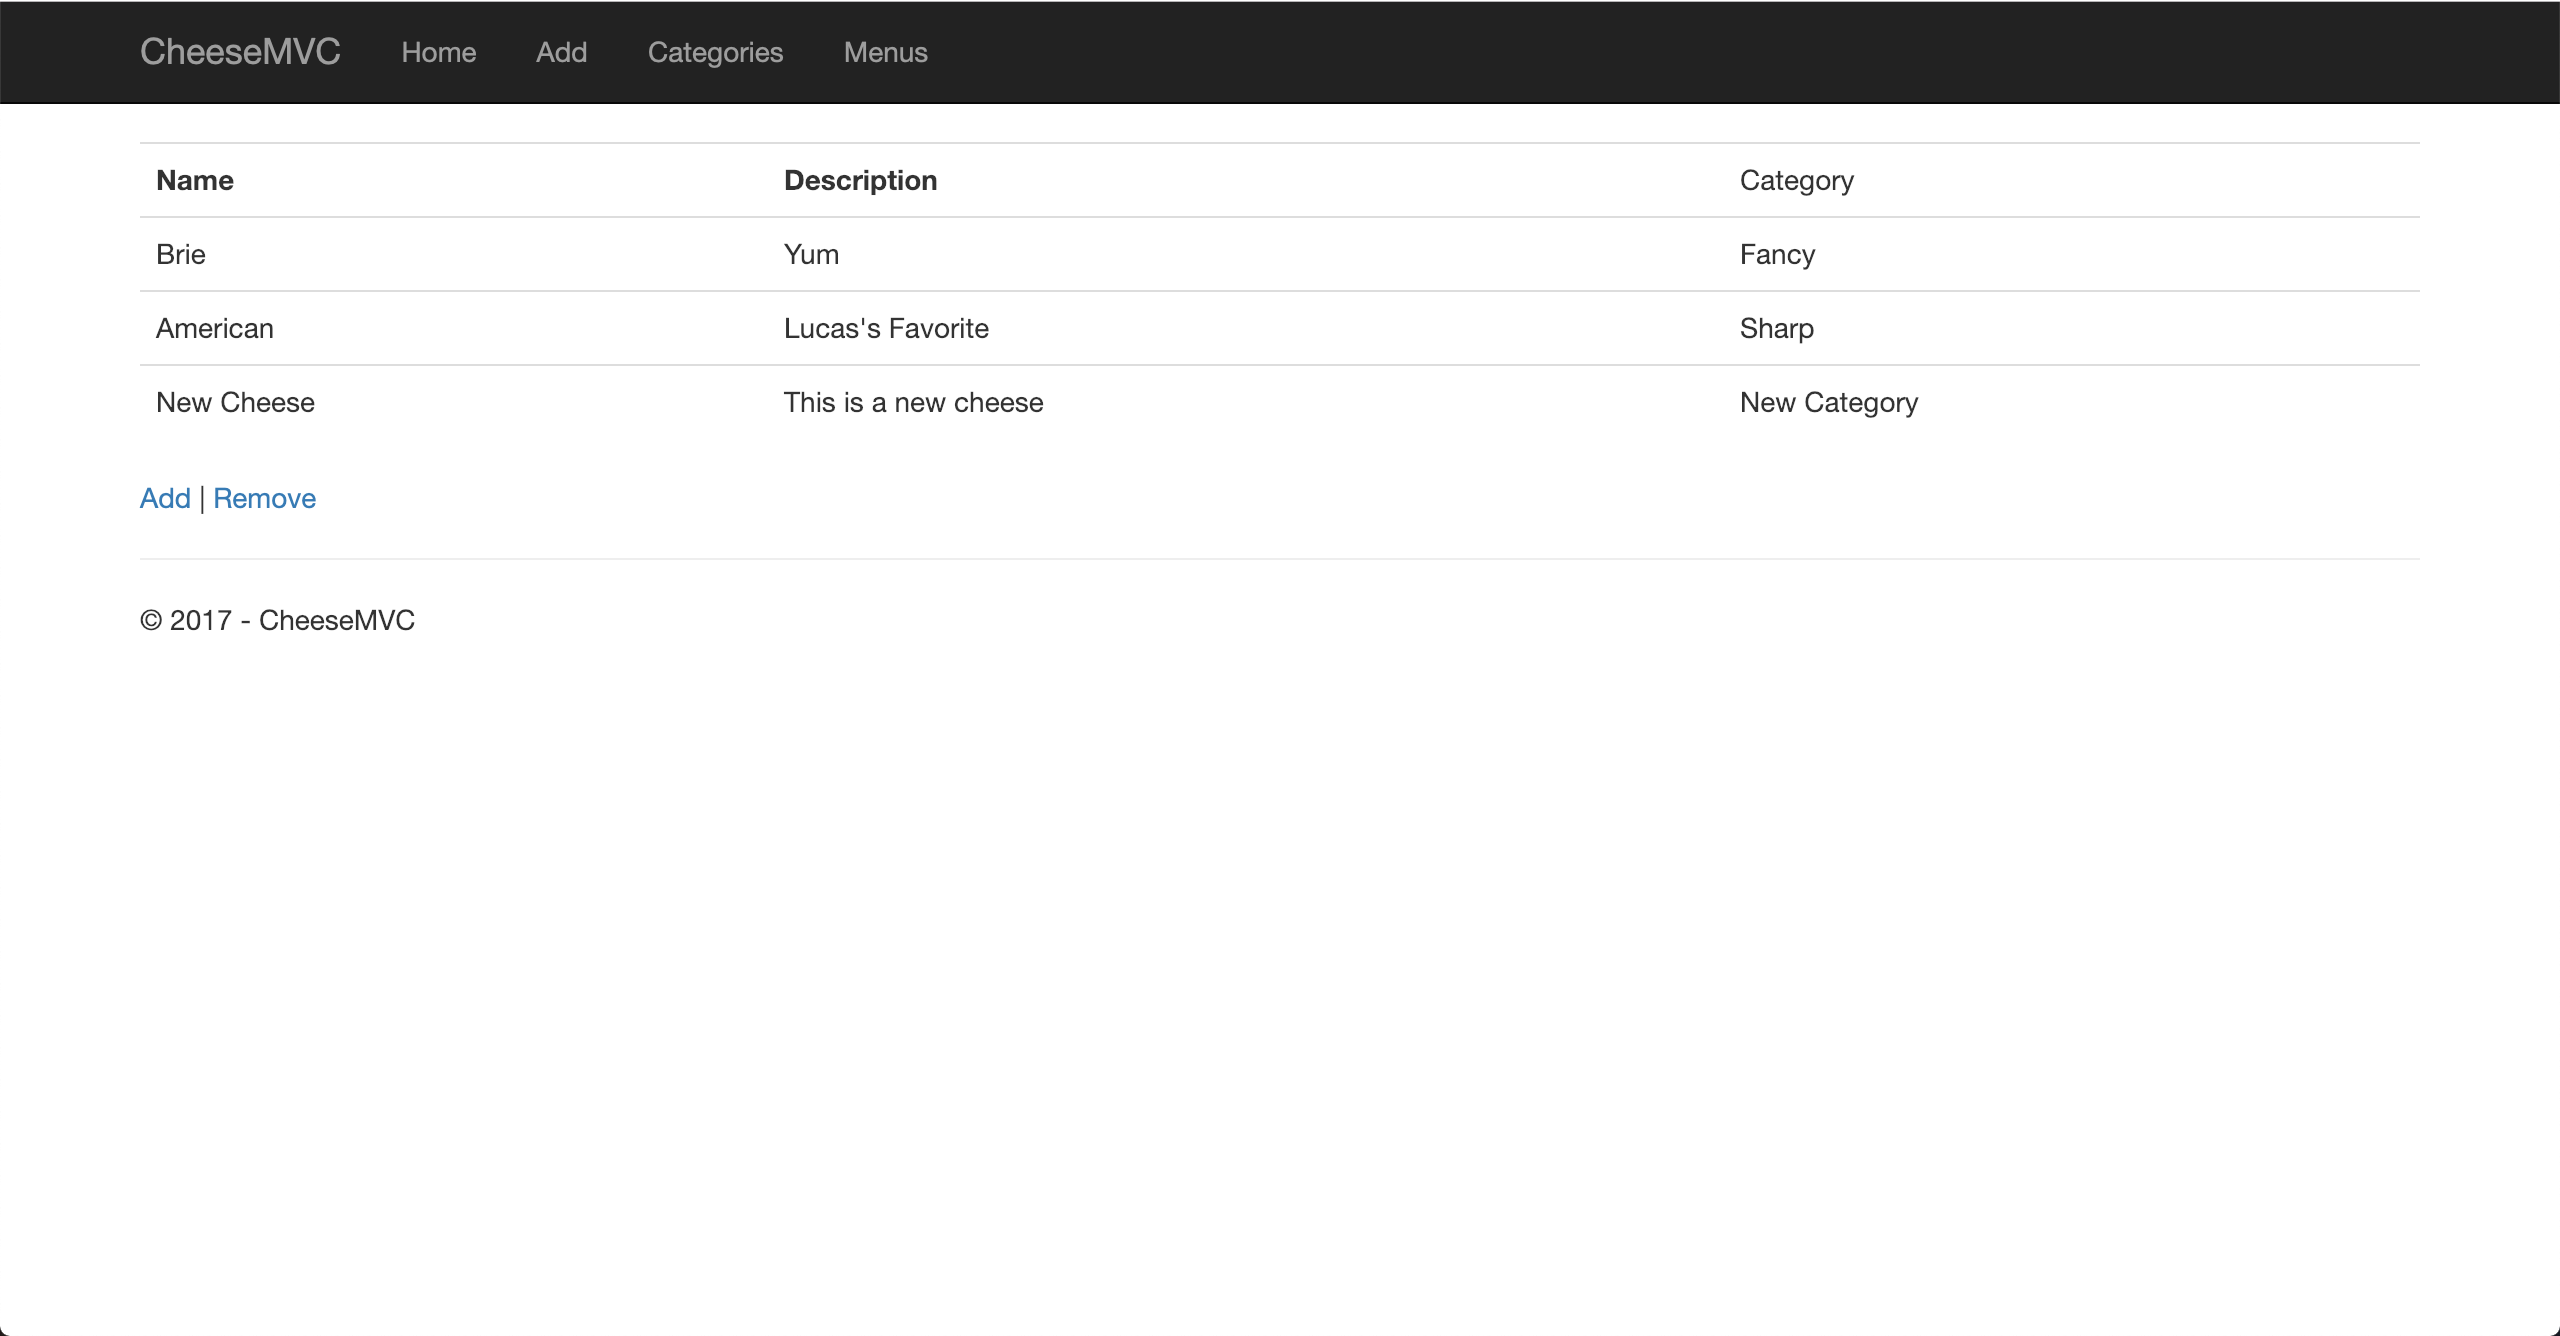 CheeseMVC Home Add Categories Menus
Name Description Category
Brie Yum Fancy
American Lucas's Favorite Sharp
New Cheese This is a new cheese New Category
Add | Remove
© 2017 - CheeseMVC